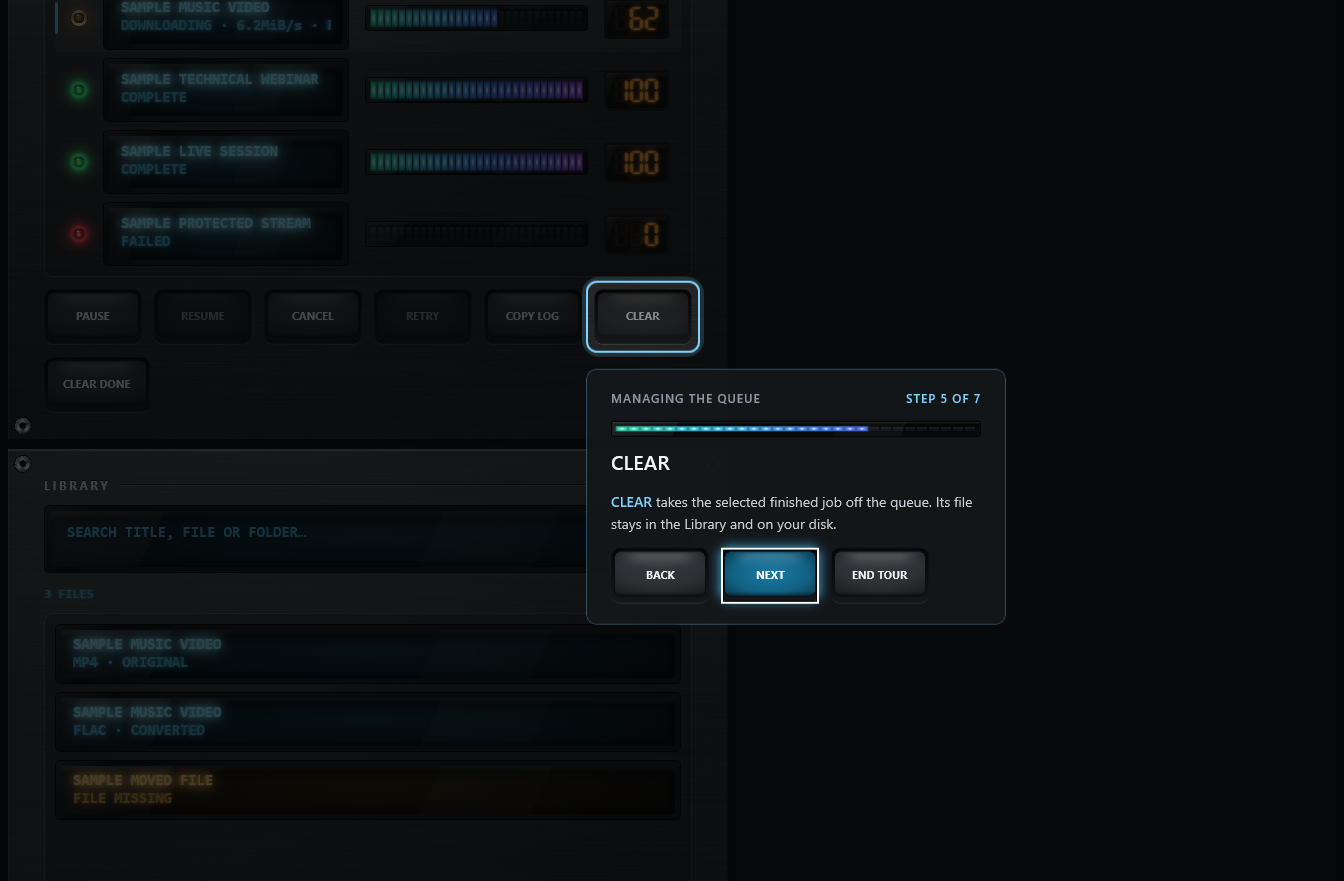 SAMPLE MUSIC VIDEO
DOWNLOADING · 6.2MiB/s ·
62
SAMPLE TECHNICAL WEBINAR
COMPLETE
100
SAMPLE LIVE SESSION
COMPLETE
100
SAMPLE PROTECTED STREAM
FAILED
0
PAUSE
RESUME
CANCEL
RETRY
COPY LOG
CLEAR
CLEAR DONE
MANAGING THE QUEUE
STEP 5 OF 7
CLEAR
CLEAR takes the selected finished job off the queue. Its file
stays in the Library and on your disk.
BACK
NEXT
END TOUR
LIBRARY
SEARCH TITLE, FILE OR FOLDER…
3 FILES
SAMPLE MUSIC VIDEO
MP4 · ORIGINAL
SAMPLE MUSIC VIDEO
FLAC · CONVERTED
SAMPLE MOVED FILE
FILE MISSING